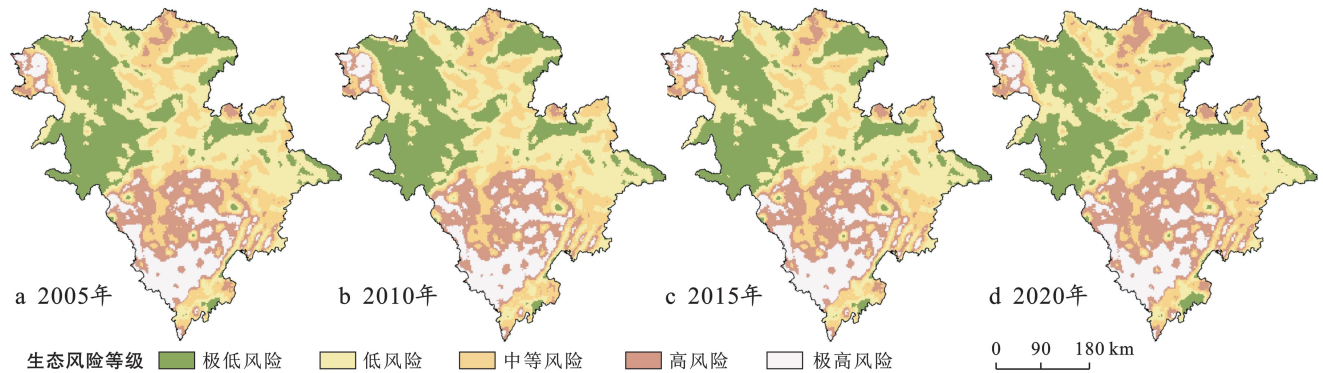 a 2005年
b 2010年
c 2015年
d 2020年
生态风险等级 极低风险 低风险 中等风险 高风险 极高风险
0 90 180 km